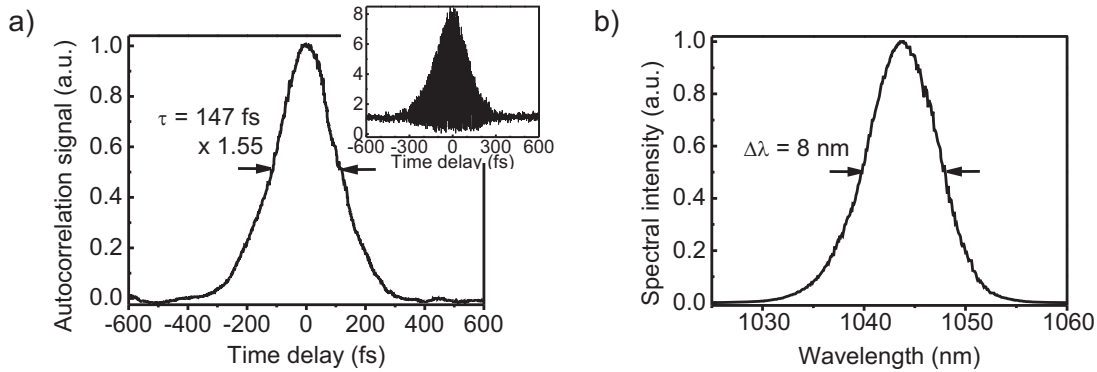 a)
Autocorrelation signal (a.u.)
1.0
0.8
0.6
0.4
0.2
0.0
τ = 147 fs
x 1.55
-600 -400 -200 0 200 400 600
Time delay (fs)
8
6
4
2
0
-600 -300 0 300 600
Time delay (fs)
b)
Spectral intensity (a.u.)
1.0
0.8
0.6
0.4
0.2
0.0
Δλ = 8 nm
1030 1040 1050 1060
Wavelength (nm)